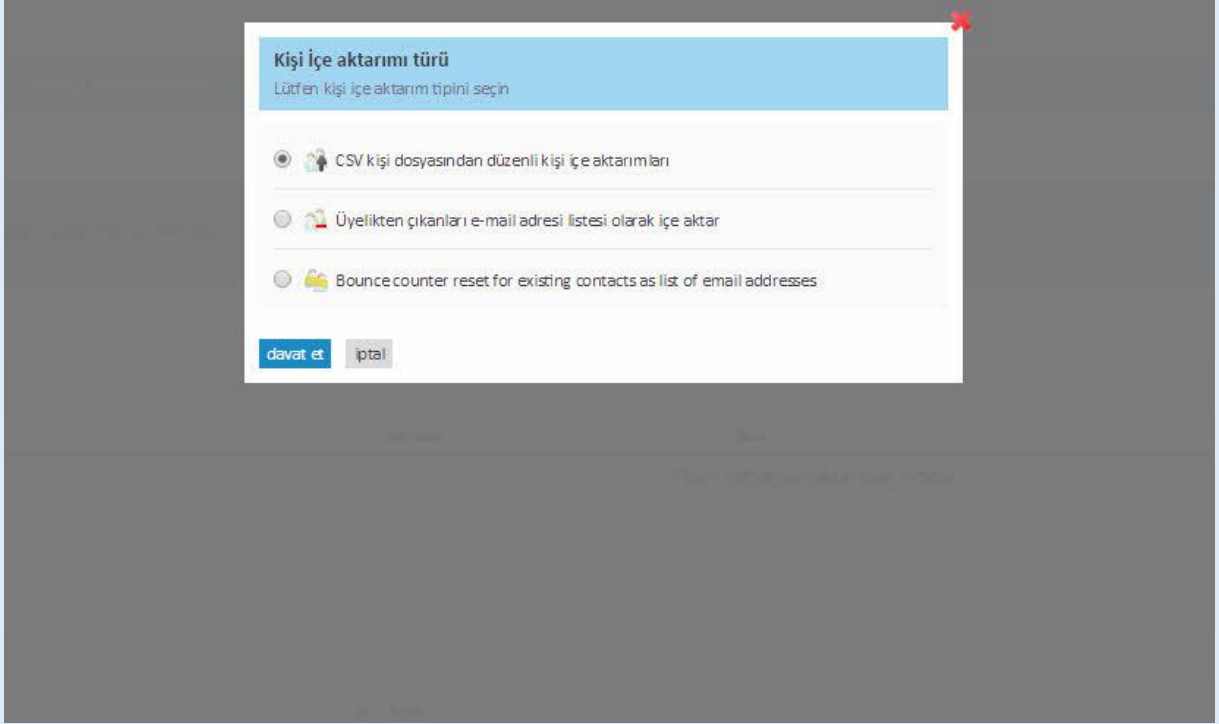 Kişi İçe aktarımı türü
Lütfen kişi içe aktarım tipini seçin
CSV kişi dosyasından düzenli kişi içe aktarımları
Üyelikten çıkanları e-mail adresi listesi olarak içe aktar
Bounce counter reset for existing contacts as list of email addresses
davat et iptal